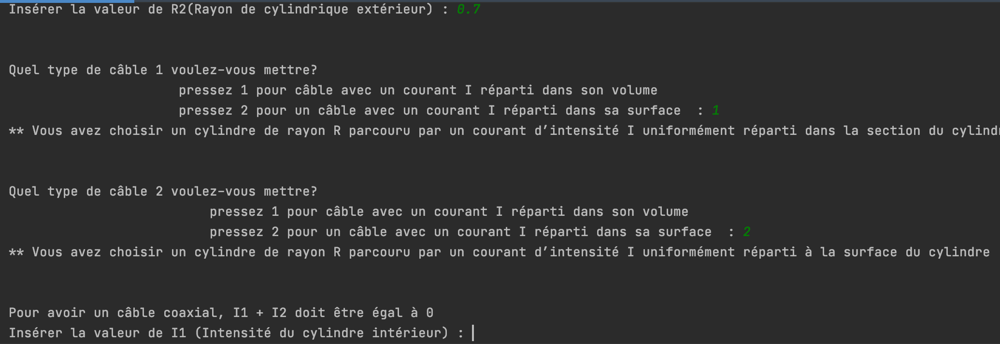 Insérer la valeur de R2(Rayon de cylindrique extérieur) : 0.7
Quel type de câble 1 voulez-vous mettre?
pressez 1 pour câble avec un courant I réparti dans son volume
pressez 2 pour un câble avec un courant I réparti dans sa surface  : 1
** Vous avez choisir un cylindre de rayon R parcouru par un courant d’intensité I uniformément réparti dans la section du cylind
Quel type de câble 2 voulez-vous mettre?
pressez 1 pour câble avec un courant I réparti dans son volume
pressez 2 pour un câble avec un courant I réparti dans sa surface  : 2
** Vous avez choisir un cylindre de rayon R parcouru par un courant d’intensité I uniformément réparti à la surface du cylindre
Pour avoir un câble coaxial, I1 + I2 doit être égal à 0
Insérer la valeur de I1 (Intensité du cylindre intérieur) :